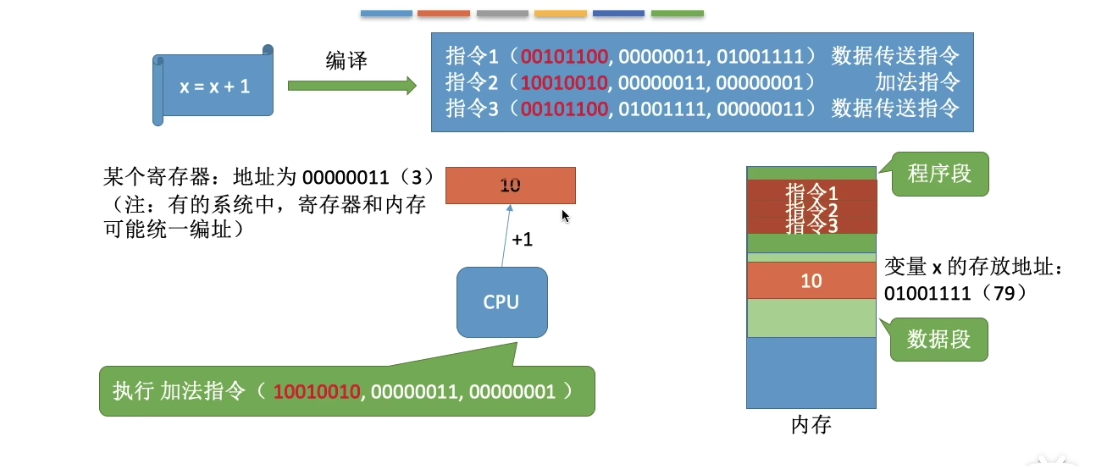 x = x + 1
编译
指令1（00101100, 00000011, 01001111） 数据传送指令
指令2（10010010, 00000011, 00000001） 加法指令
指令3（00101100, 01001111, 00000011） 数据传送指令
某个寄存器：地址为 00000011（3）
（注：有的系统中，寄存器和内存
可能统一编址）
10
+1
CPU
执行 加法指令（ 10010010, 00000011, 00000001 ）
程序段
指令1
指令2
指令3
10
变量 x 的存放地址：
01001111（79）
数据段
内存